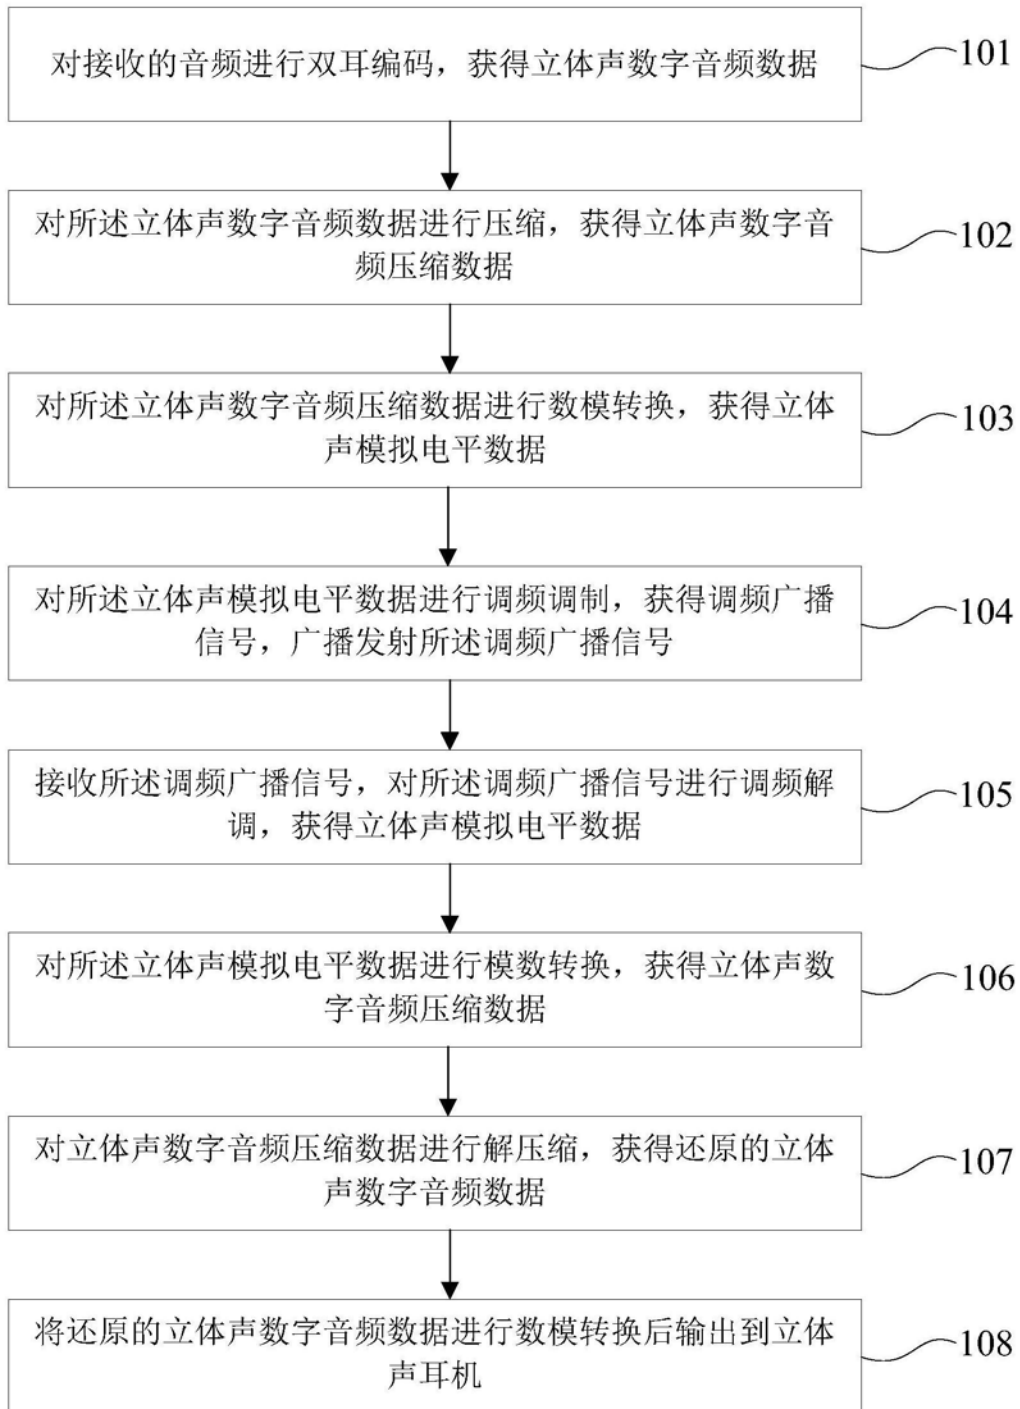 对接收的音频进行双耳编码，获得立体声数字音频数据
101
对所述立体声数字音频数据进行压缩，获得立体声数字音
频压缩数据
102
对所述立体声数字音频压缩数据进行数模转换，获得立体
声模拟电平数据
103
对所述立体声模拟电平数据进行调频调制，获得调频广播
信号，广播发射所述调频广播信号
104
接收所述调频广播信号，对所述调频广播信号进行调频解
调，获得立体声模拟电平数据
105
对所述立体声模拟电平数据进行模数转换，获得立体声数
字音频压缩数据
106
对立体声数字音频压缩数据进行解压缩，获得还原的立体
声数字音频数据
107
将还原的立体声数字音频数据进行数模转换后输出到立体
声耳机
108